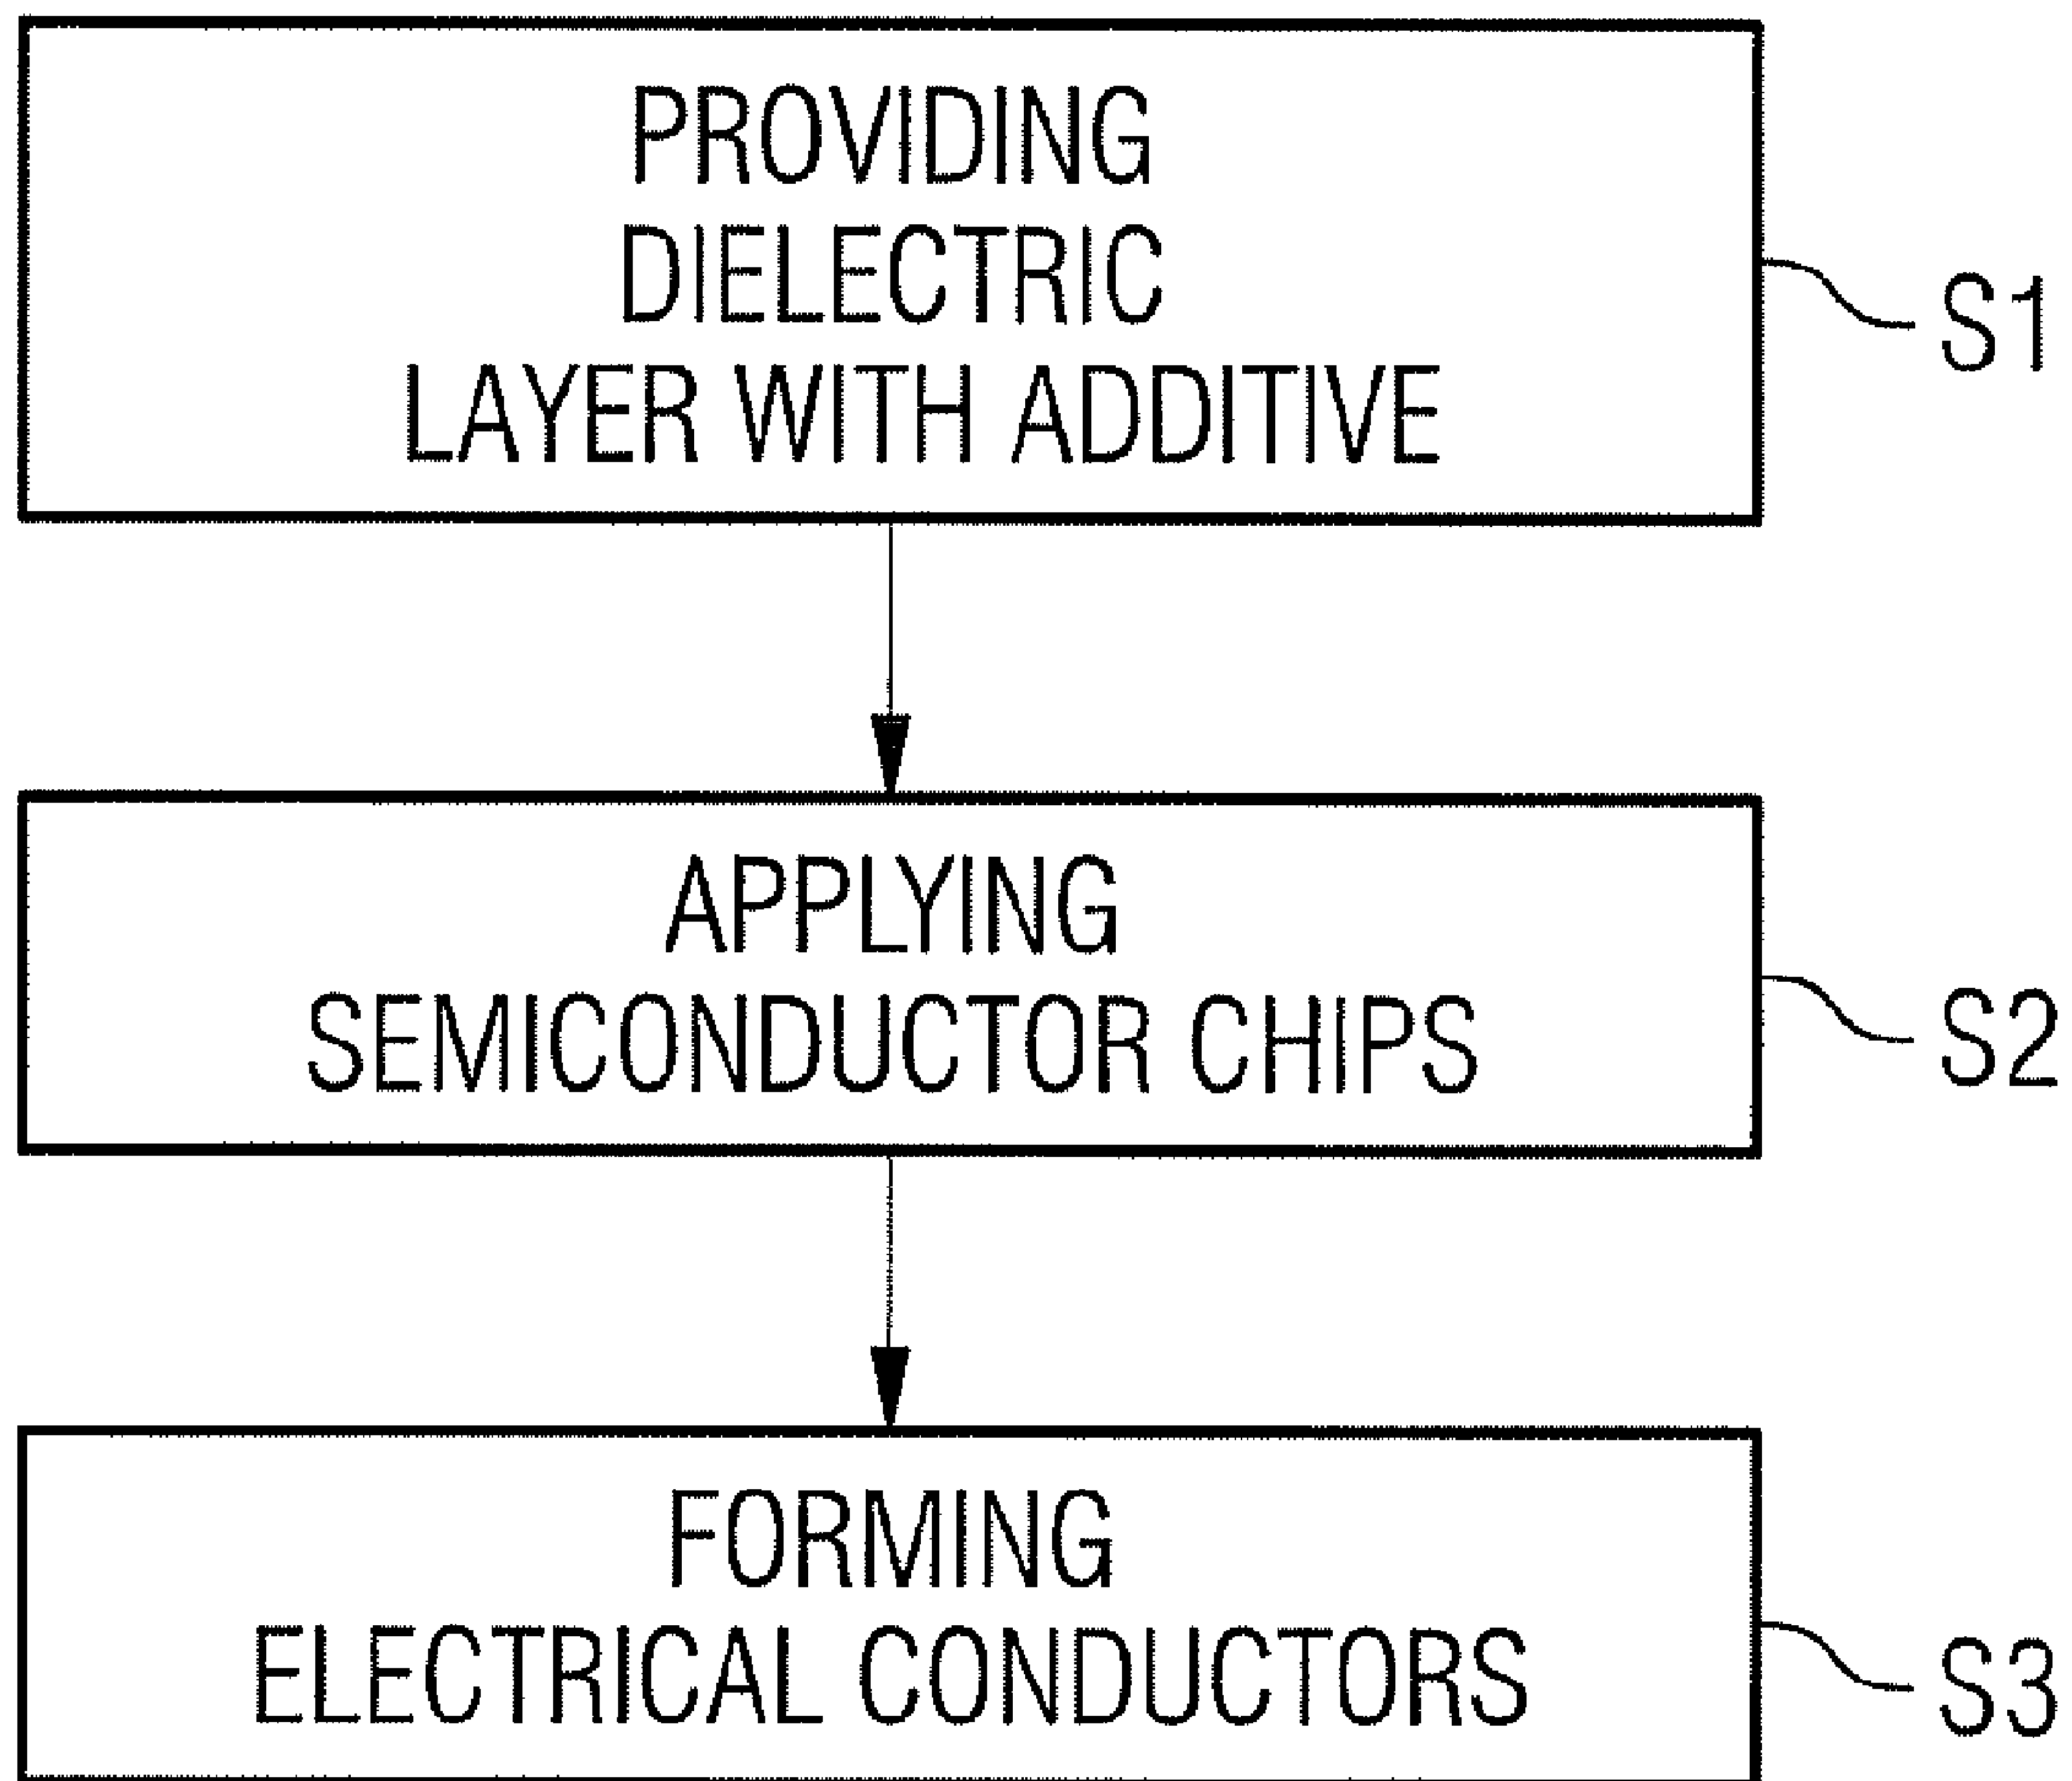 PROVIDING
DIELECTRIC
LAYER WITH ADDITIVE
S1
APPLYING
SEMICONDUCTOR CHIPS
S2
FORMING
ELECTRICAL CONDUCTORS
S3